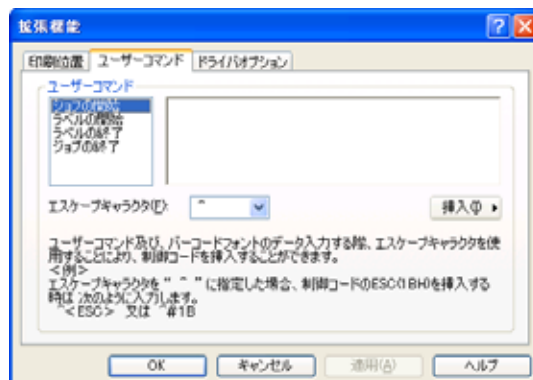 拡張機能
印刷位置 ユーザーコマンド ドライバオプション
ユーザーコマンド
ジョブの開始
ラベルの開始
ラベルの終了
ジョブの終了
エスケープキャラクタ(E): ^ 挿入(I)
ユーザーコマンド及び、バーコードフォントのデータ入力する際、エスケープキャラクタを使
用することにより、制御コードを挿入することができます。
<例>
エスケープキャラクタを" ^ "に指定した場合、制御コードのESC(1BH)を挿入する
時は 次のように入力します。
^<ESC> 又は ^#1B
OK キャンセル 適用(A) ヘルプ